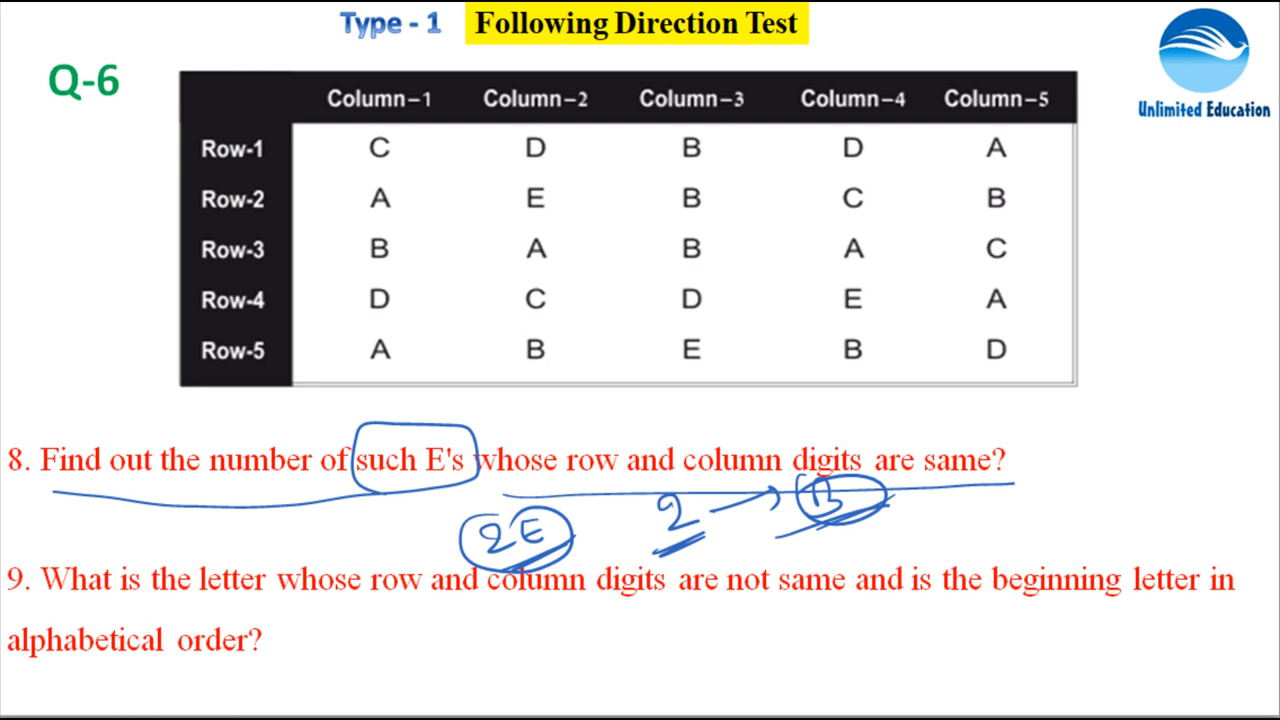 Type - 1 Following Direction Test
Q-6
Unlimited Education
Column-1 Column-2 Column-3 Column-4 Column-5
Row-1 C D B D A
Row-2 A E B C B
Row-3 B A B A C
Row-4 D C D E A
Row-5 A B E B D
8. Find out the number of such E's whose row and column digits are same?
2E 2 → B
9. What is the letter whose row and column digits are not same and is the beginning letter in
alphabetical order?